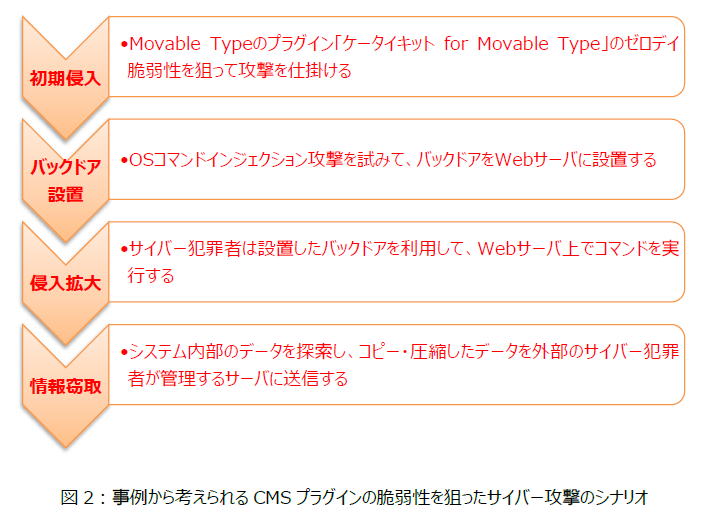 初期侵入
•Movable Typeのプラグイン「ケータイキット for Movable Type」のゼロデイ
脆弱性を狙って攻撃を仕掛ける
バックドア
設置
•OSコマンドインジェクション攻撃を試みて、バックドアをWebサーバに設置する
侵入拡大
•サイバー犯罪者は設置したバックドアを利用して、Webサーバ上でコマンドを実
行する
情報窃取
•システム内部のデータを探索し、コピー・圧縮したデータを外部のサイバー犯罪
者が管理するサーバに送信する
図 2：事例から考えられる CMS プラグインの脆弱性を狙ったサイバー攻撃のシナリオ